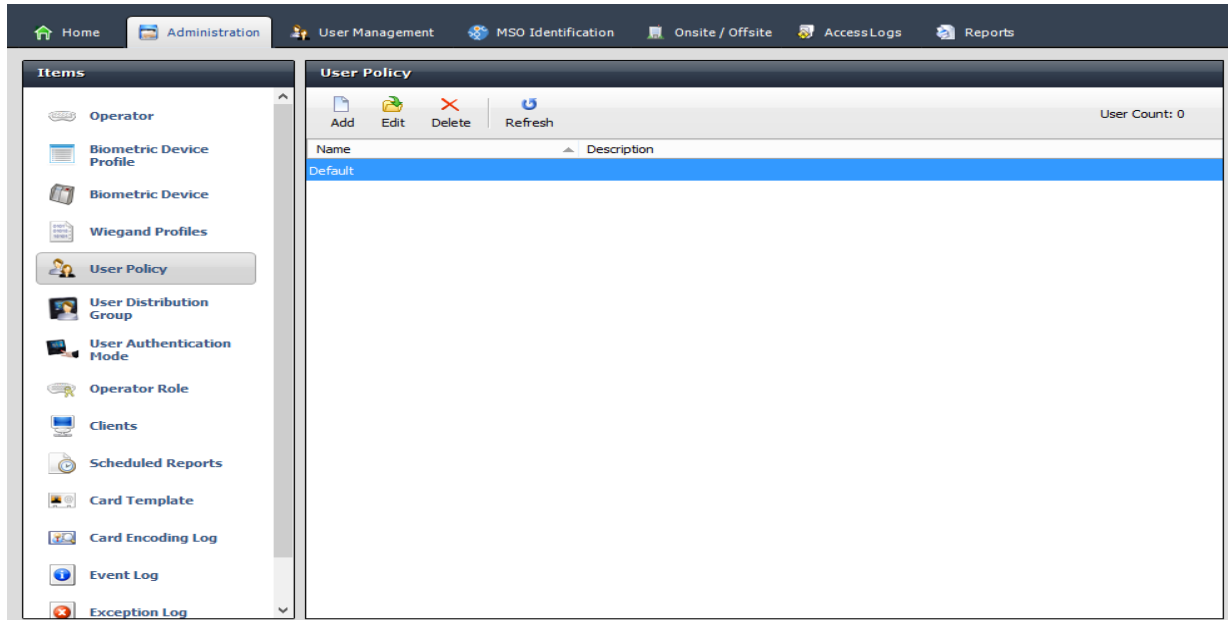 Home Administration User Management MSO Identification Onsite / Offsite AccessLogs Reports
Items
Operator
Biometric Device
Profile
Biometric Device
Wiegand Profiles
User Policy
User Distribution
Group
User Authentication
Mode
Operator Role
Clients
Scheduled Reports
Card Template
Card Encoding Log
Event Log
Exception Log
User Policy
Add Edit Delete Refresh User Count: 0
Name Description
Default